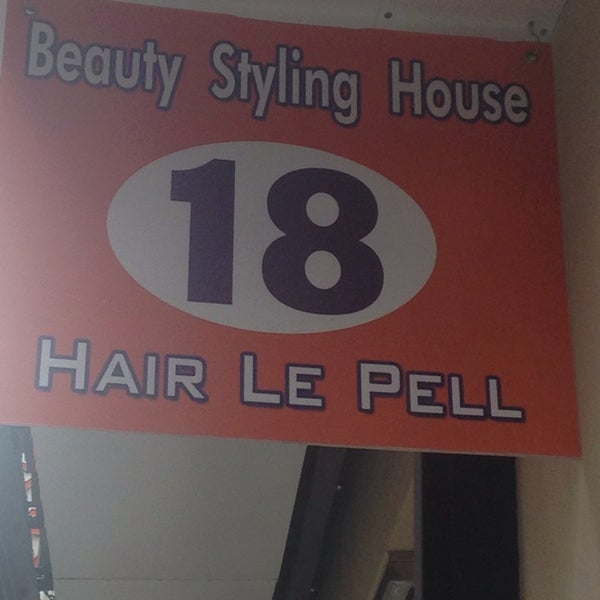 Beauty Styling House
18
HAIR LE PELL